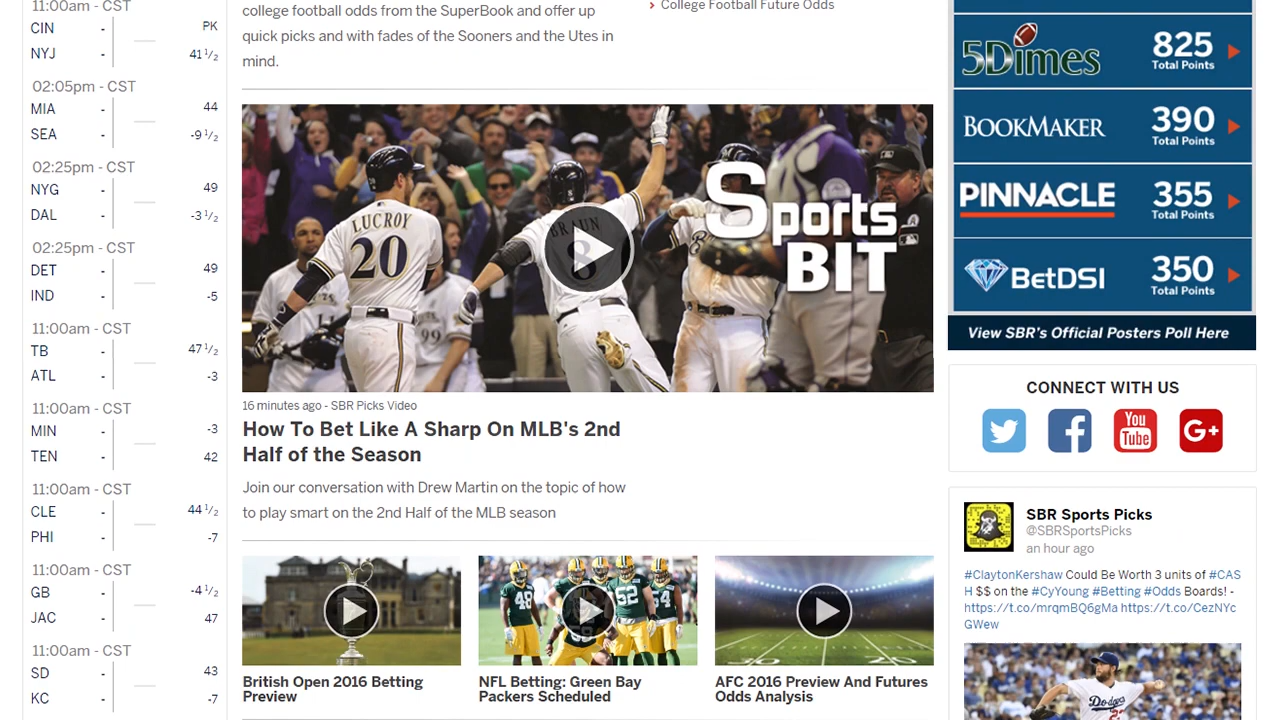 11:00am - CST
CIN - PK
NYJ - 41 1/2
02:05pm - CST
MIA - 44
SEA - -9 1/2
02:25pm - CST
NYG - 49
DAL - -3 1/2
02:25pm - CST
DET - 49
IND - -5
11:00am - CST
TB - 47 1/2
ATL - -3
11:00am - CST
MIN - -3
TEN - 42
11:00am - CST
CLE - 44 1/2
PHI - -7
11:00am - CST
GB - -4 1/2
JAC - 47
11:00am - CST
SD - 43
KC - -7
college football odds from the SuperBook and offer up
quick picks and with fades of the Sooners and the Utes in
mind.
› College Football Future Odds
LUCROY
20
BRAUN
8
99
Sports
BIT
16 minutes ago - SBR Picks Video
How To Bet Like A Sharp On MLB's 2nd
Half of the Season
Join our conversation with Drew Martin on the topic of how
to play smart on the 2nd Half of the MLB season
48
52
54
30
20
British Open 2016 Betting
Preview
NFL Betting: Green Bay
Packers Scheduled
AFC 2016 Preview And Futures
Odds Analysis
5Dimes
825
Total Points
BOOKMAKER
390
Total Points
PINNACLE
355
Total Points
BetDSI
350
Total Points
View SBR's Official Posters Poll Here
CONNECT WITH US
You
Tube
G+
SBR Sports Picks
@SBRSportsPicks
an hour ago
#ClaytonKershaw Could Be Worth 3 units of #CAS
H $$ on the #CyYoung #Betting #Odds Boards! -
https://t.co/mrqmBQ6gMa https://t.co/CezNYc
GWew
Dodgers